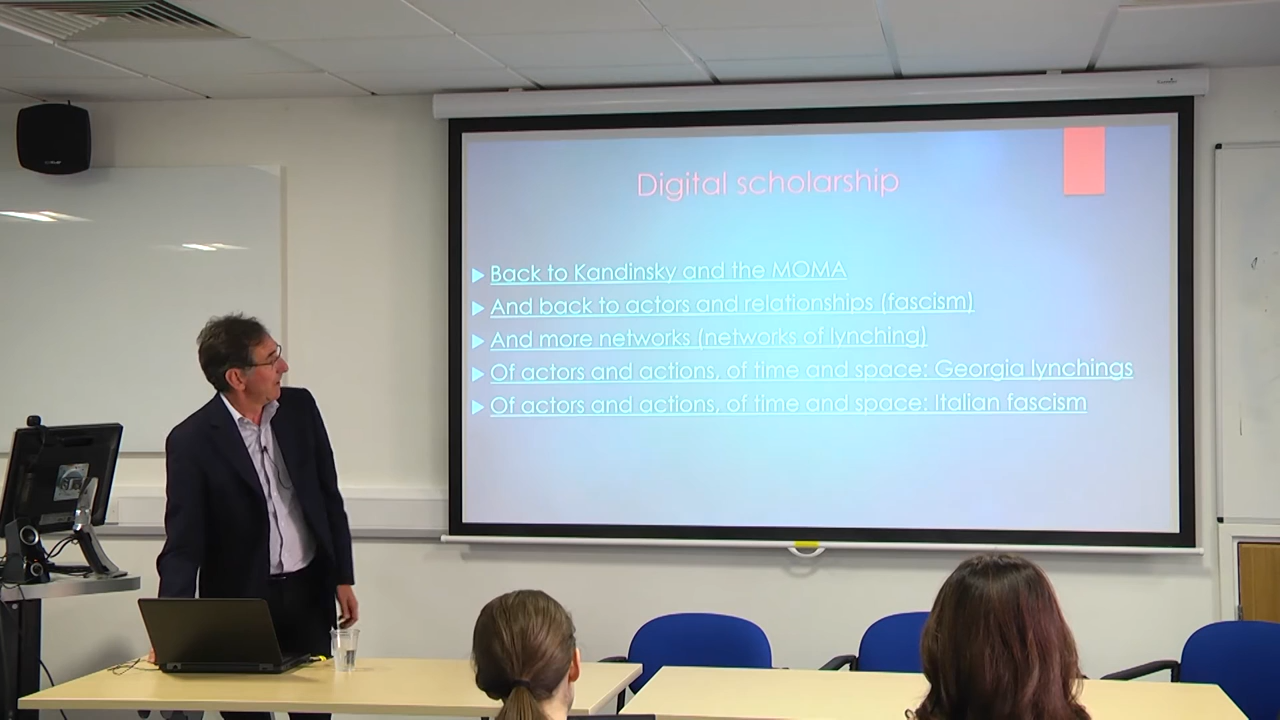 Digital scholarship
Back to Kandinsky and the MOMA
And back to actors and relationships (fascism)
And more networks (networks of lynching)
Of actors and actions, of time and space: Georgia lynchings
Of actors and actions, of time and space: Italian fascism